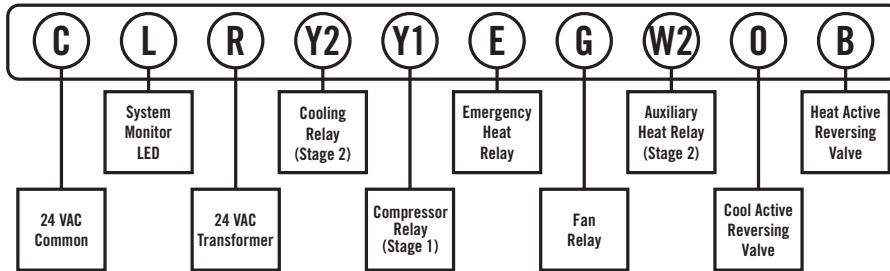 C L R Y2 Y1 E G W2 O B
System
Monitor
LED
Cooling
Relay
(Stage 2)
Emergency
Heat
Relay
Auxiliary
Heat Relay
(Stage 2)
Heat Active
Reversing
Valve
24 VAC
Common
24 VAC
Transformer
Compressor
Relay
(Stage 1)
Fan
Relay
Cool Active
Reversing
Valve